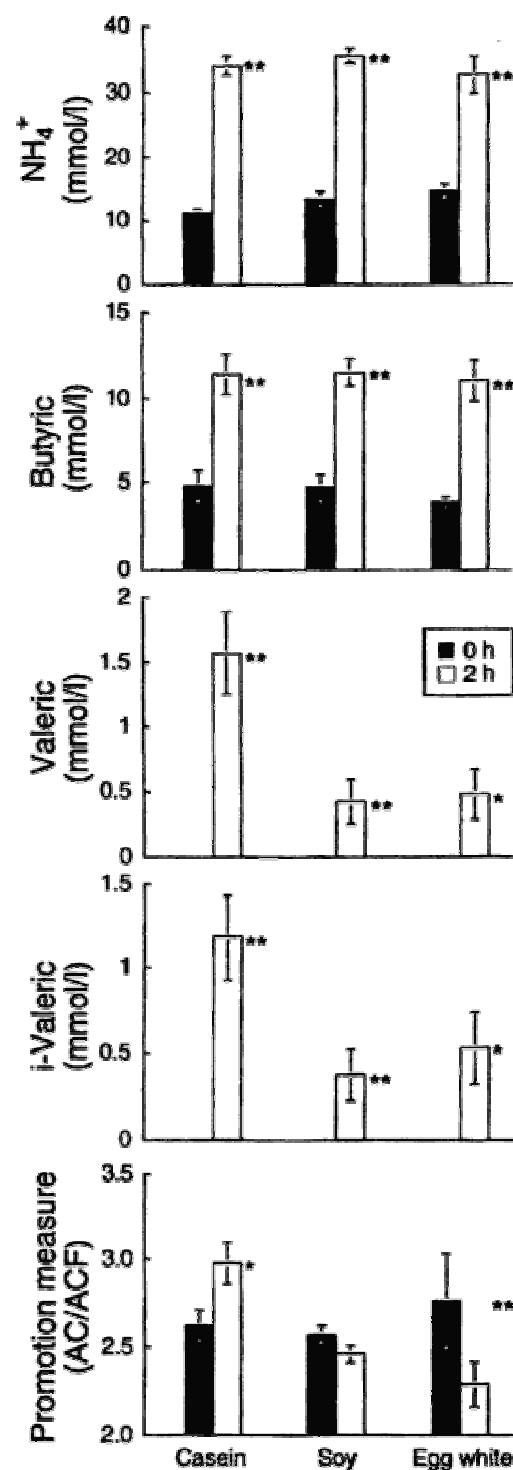 NH4+
(mmol/l)
40
30
20
10
0
**
**
**
Butyric
(mmol/l)
15
10
5
0
**
**
**
Valeric
(mmol/l)
2
1.5
1
0.5
0
**
**
*
0 h
2 h
i-Valeric
(mmol/l)
1.5
1
0.5
0
**
**
*
Promotion measure
(AC/ACF)
3.5
3.0
2.5
2.0
*
**
Casein Soy Egg white